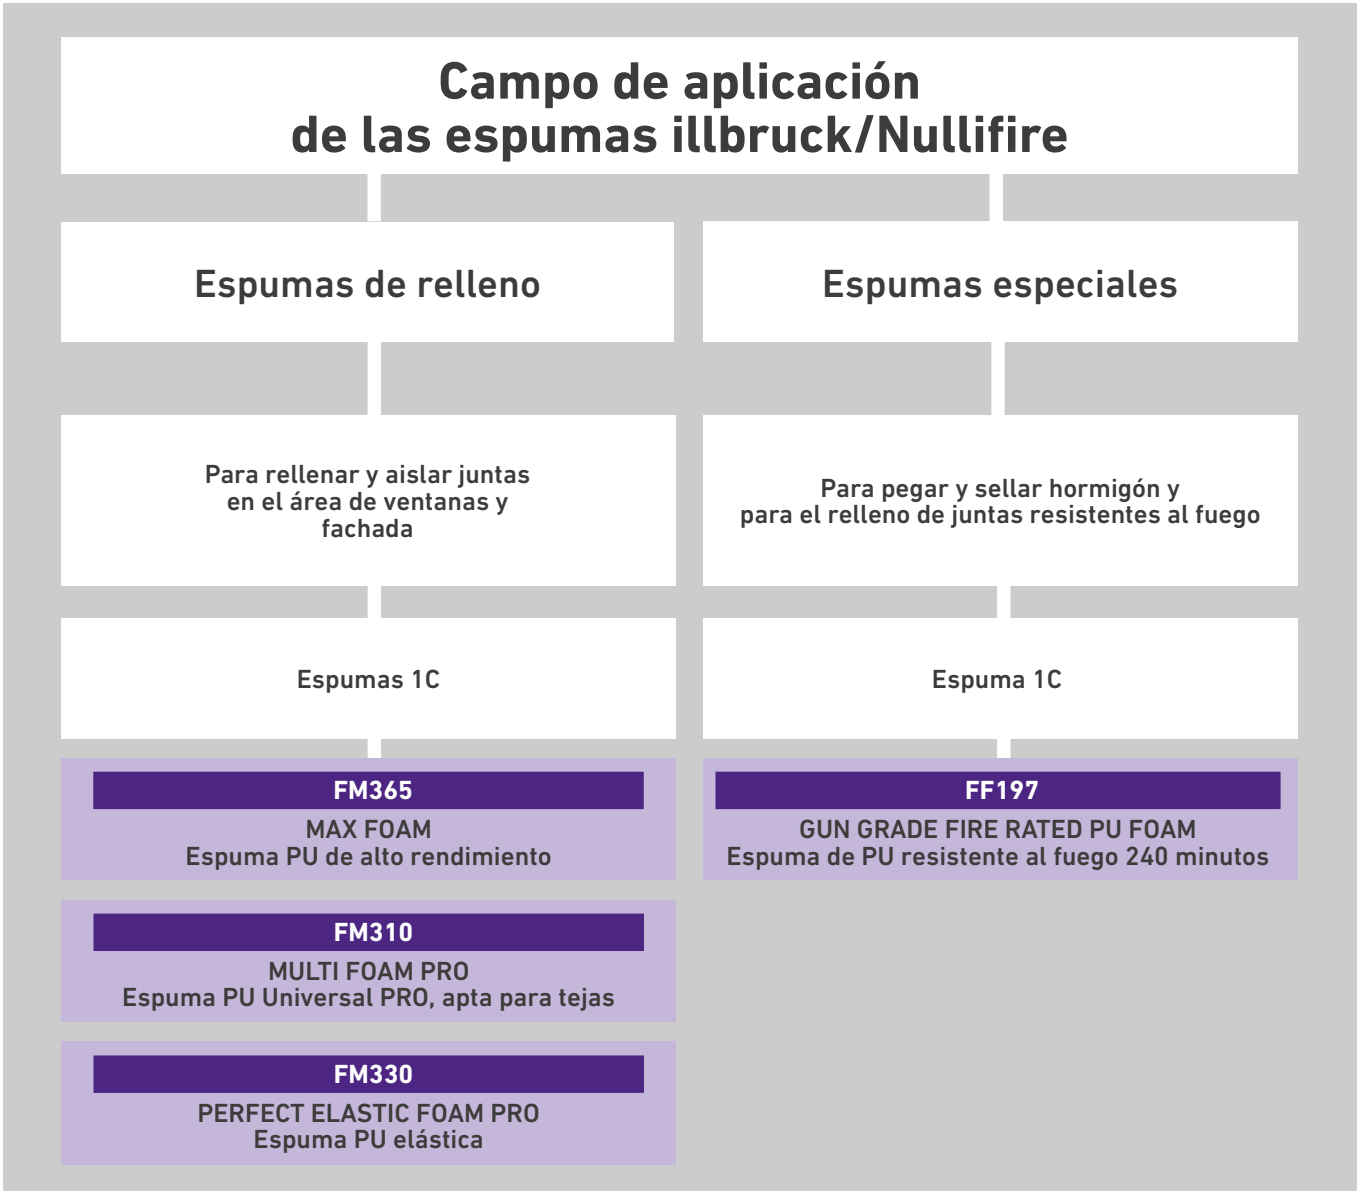 Campo de aplicación
de las espumas illbruck/Nullifire
Espumas de relleno
Para rellenar y aislar juntas
en el área de ventanas y
fachada
Espumas 1C
FM365
MAX FOAM
Espuma PU de alto rendimiento
FM310
MULTI FOAM PRO
Espuma PU Universal PRO, apta para tejas
FM330
PERFECT ELASTIC FOAM PRO
Espuma PU elástica
Espumas especiales
Para pegar y sellar hormigón y
para el relleno de juntas resistentes al fuego
Espuma 1C
FF197
GUN GRADE FIRE RATED PU FOAM
Espuma de PU resistente al fuego 240 minutos